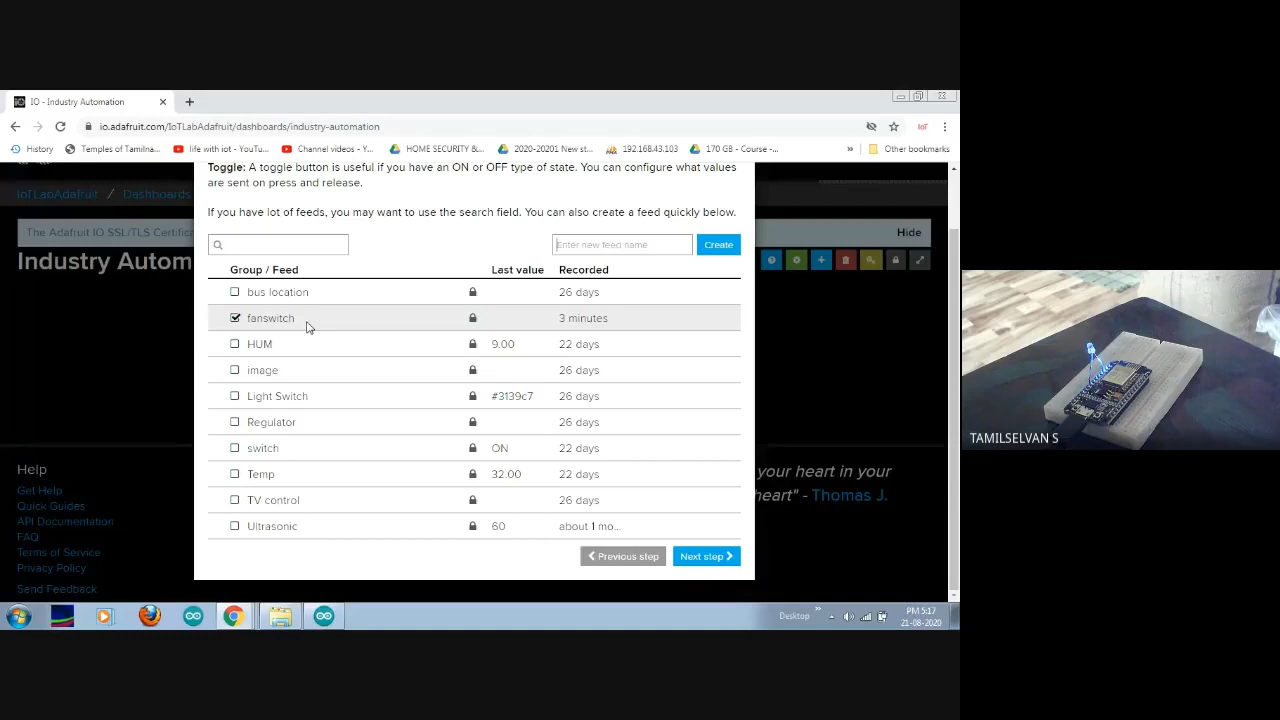 IO - Industry Automation
io.adafruit.com/IoTLabAdafruit/dashboards/industry-automation
IoT
History
Temples of Tamilna...
life with iot - YouTu...
Channel videos - Y...
HOME SECURITY &...
2020-20201 New st...
192.168.43.103
170 GB - Course -...
»
Other bookmarks
Toggle: A toggle button is useful if you have an ON or OFF type of state. You can configure what values
are sent on press and release.
IoTLabAdafruit / Dashboards
If you have lot of feeds, you may want to use the search field. You can also create a feed quickly below.
The Adafruit IO SSL/TLS Certific
Hide
Enter new feed name
Create
Industry Autom
Group / Feed Last value Recorded
bus location 26 days
fanswitch 3 minutes
HUM 9.00 22 days
image 26 days
Light Switch #3139c7 26 days
Regulator 26 days
switch ON 22 days
Temp 32.00 22 days
TV control 26 days
Ultrasonic 60 about 1 mo...
Previous step
Next step
Help
Get Help
Quick Guides
API Documentation
FAQ
Terms of Service
Privacy Policy
Send Feedback
your heart in your
heart" - Thomas J.
Desktop
»
PM 5:17
21-08-2020
TAMILSELVAN S